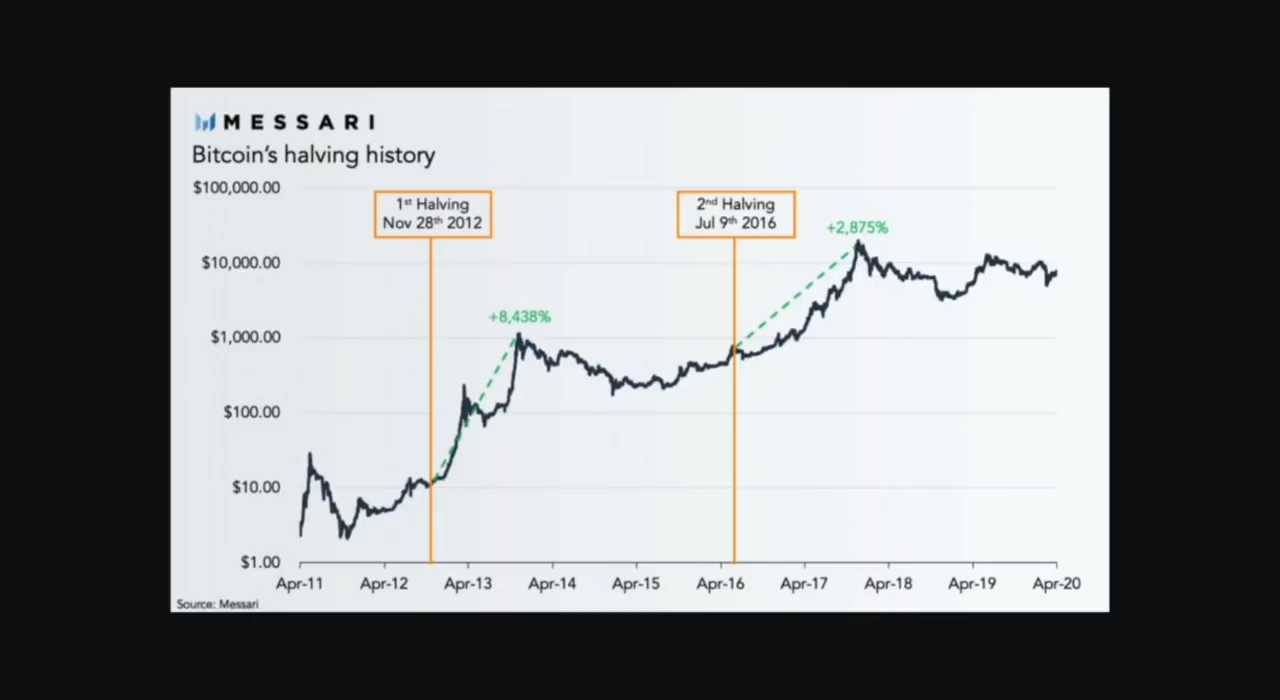 MESSARI
Bitcoin's halving history
$100,000.00
1st Halving
Nov 28th 2012
2nd Halving
Jul 9th 2016
+2,875%
$10,000.00
+8,438%
$1,000.00
$100.00
$10.00
$1.00
Apr-11 Apr-12 Apr-13 Apr-14 Apr-15 Apr-16 Apr-17 Apr-18 Apr-19 Apr-20
Source: Messari